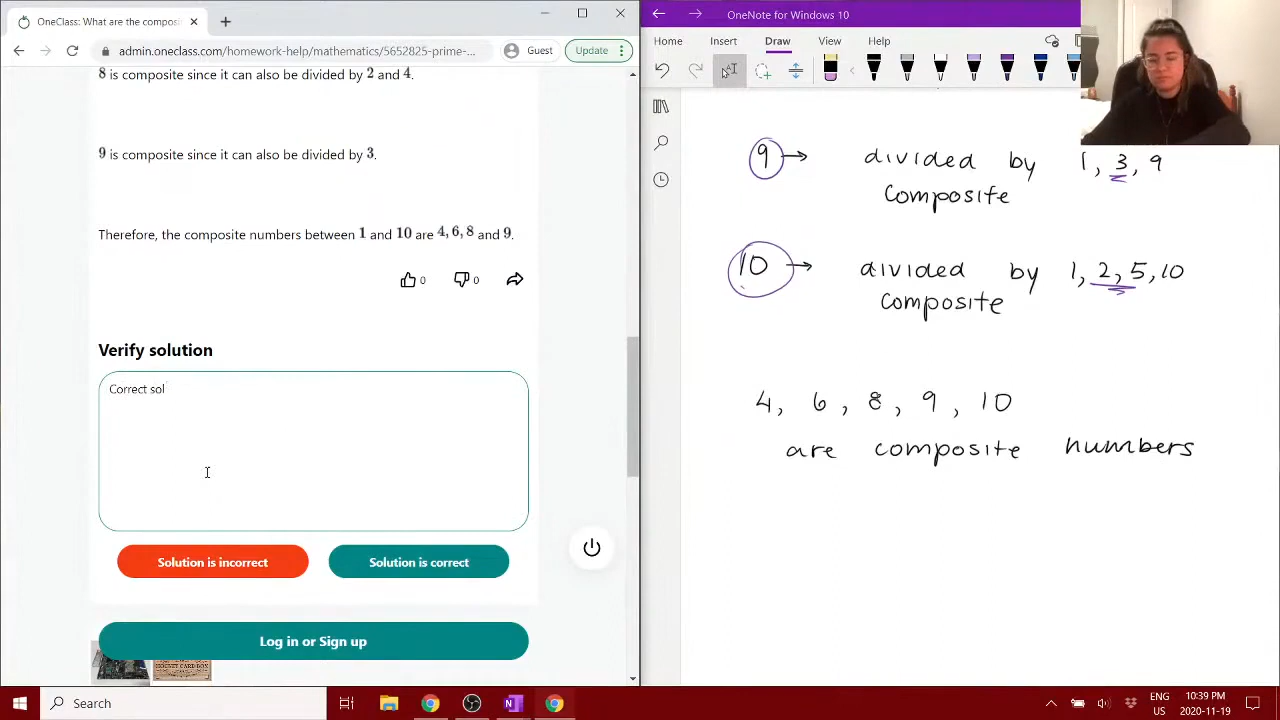 OneClass: What are the composi
admin.oneclass.com/homework-help/mathematics/5652825-prime-...
Guest
Update
8 is composite since it can also be divided by 2 and 4.
9 is composite since it can also be divided by 3.
Therefore, the composite numbers between 1 and 10 are 4, 6, 8 and 9.
0
0
Verify solution
Correct sol
Solution is incorrect
Solution is correct
Log in or Sign up
OneNote for Windows 10
Home
Insert
Draw
View
Help
9 → divided by 1, 3, 9
composite
10 → divided by 1, 2, 5, 10
composite
4, 6, 8, 9, 10
are composite numbers
Search
ENG
US
10:39 PM
2020-11-19